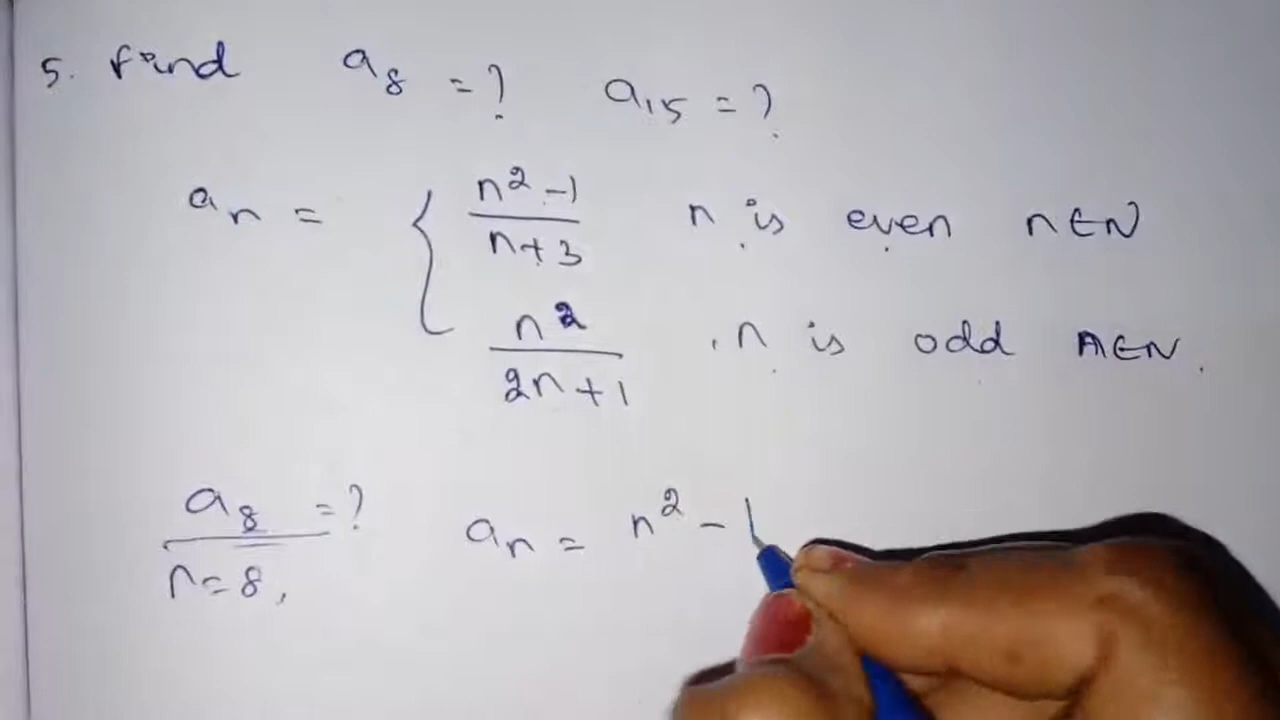 5. Find a₈ = ? a₁₅ = ?
aₙ = { n² - 1 / n + 3 n is even n ∈ N
n² / 2n + 1 , n is odd n ∈ N.
a₈ = ? aₙ = n² - 1
n = 8,